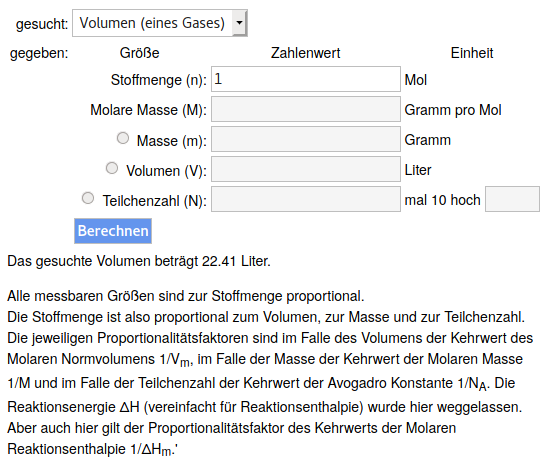 gesucht: Volumen (eines Gases)
gegeben: Größe Zahlenwert Einheit
Stoffmenge (n): 1 Mol
Molare Masse (M): Gramm pro Mol
Masse (m): Gramm
Volumen (V): Liter
Teilchenzahl (N): mal 10 hoch
Berechnen
Das gesuchte Volumen beträgt 22.41 Liter.
Alle messbaren Größen sind zur Stoffmenge proportional.
Die Stoffmenge ist also proportional zum Volumen, zur Masse und zur Teilchenzahl.
Die jeweiligen Proportionalitätsfaktoren sind im Falle des Volumens der Kehrwert des
Molaren Normvolumens 1/Vm, im Falle der Masse der Kehrwert der Molaren Masse
1/M und im Falle der Teilchenzahl der Kehrwert der Avogadro Konstante 1/NA. Die
Reaktionsenergie ΔH (vereinfacht für Reaktionsenthalpie) wurde hier weggelassen.
Aber auch hier gilt der Proportionalitätsfaktor des Kehrwerts der Molaren
Reaktionsenthalpie 1/ΔHm.'